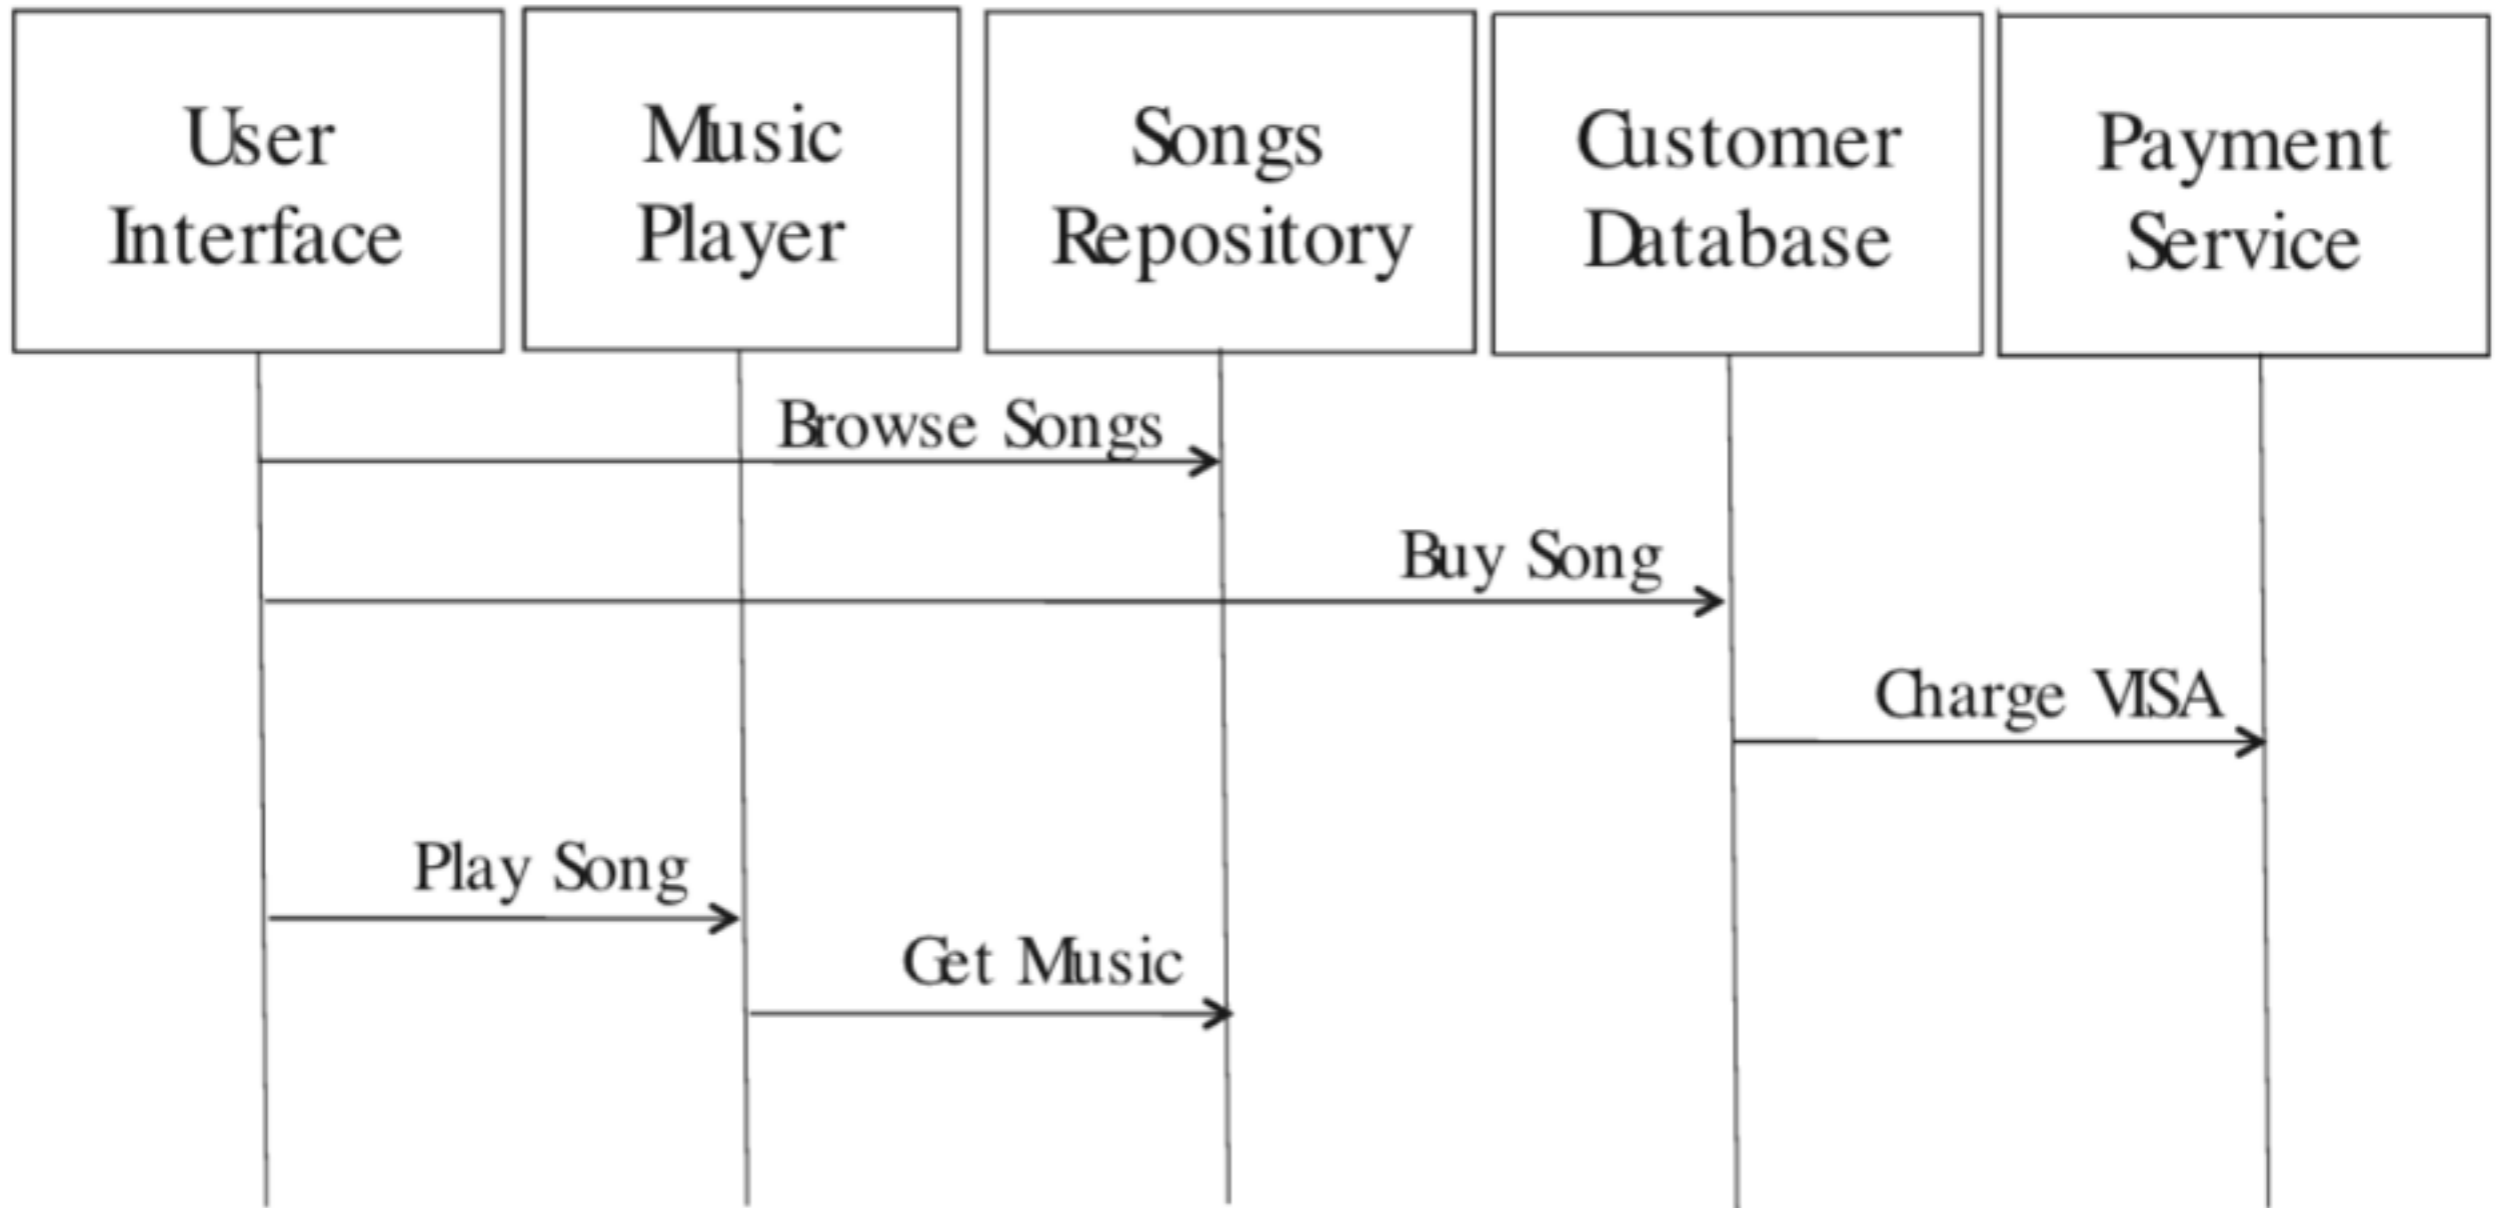 User
Interface
Music
Player
Songs
Repository
Customer
Database
Payment
Service
Browse Songs
Buy Song
Charge VISA
Play Song
Get Music